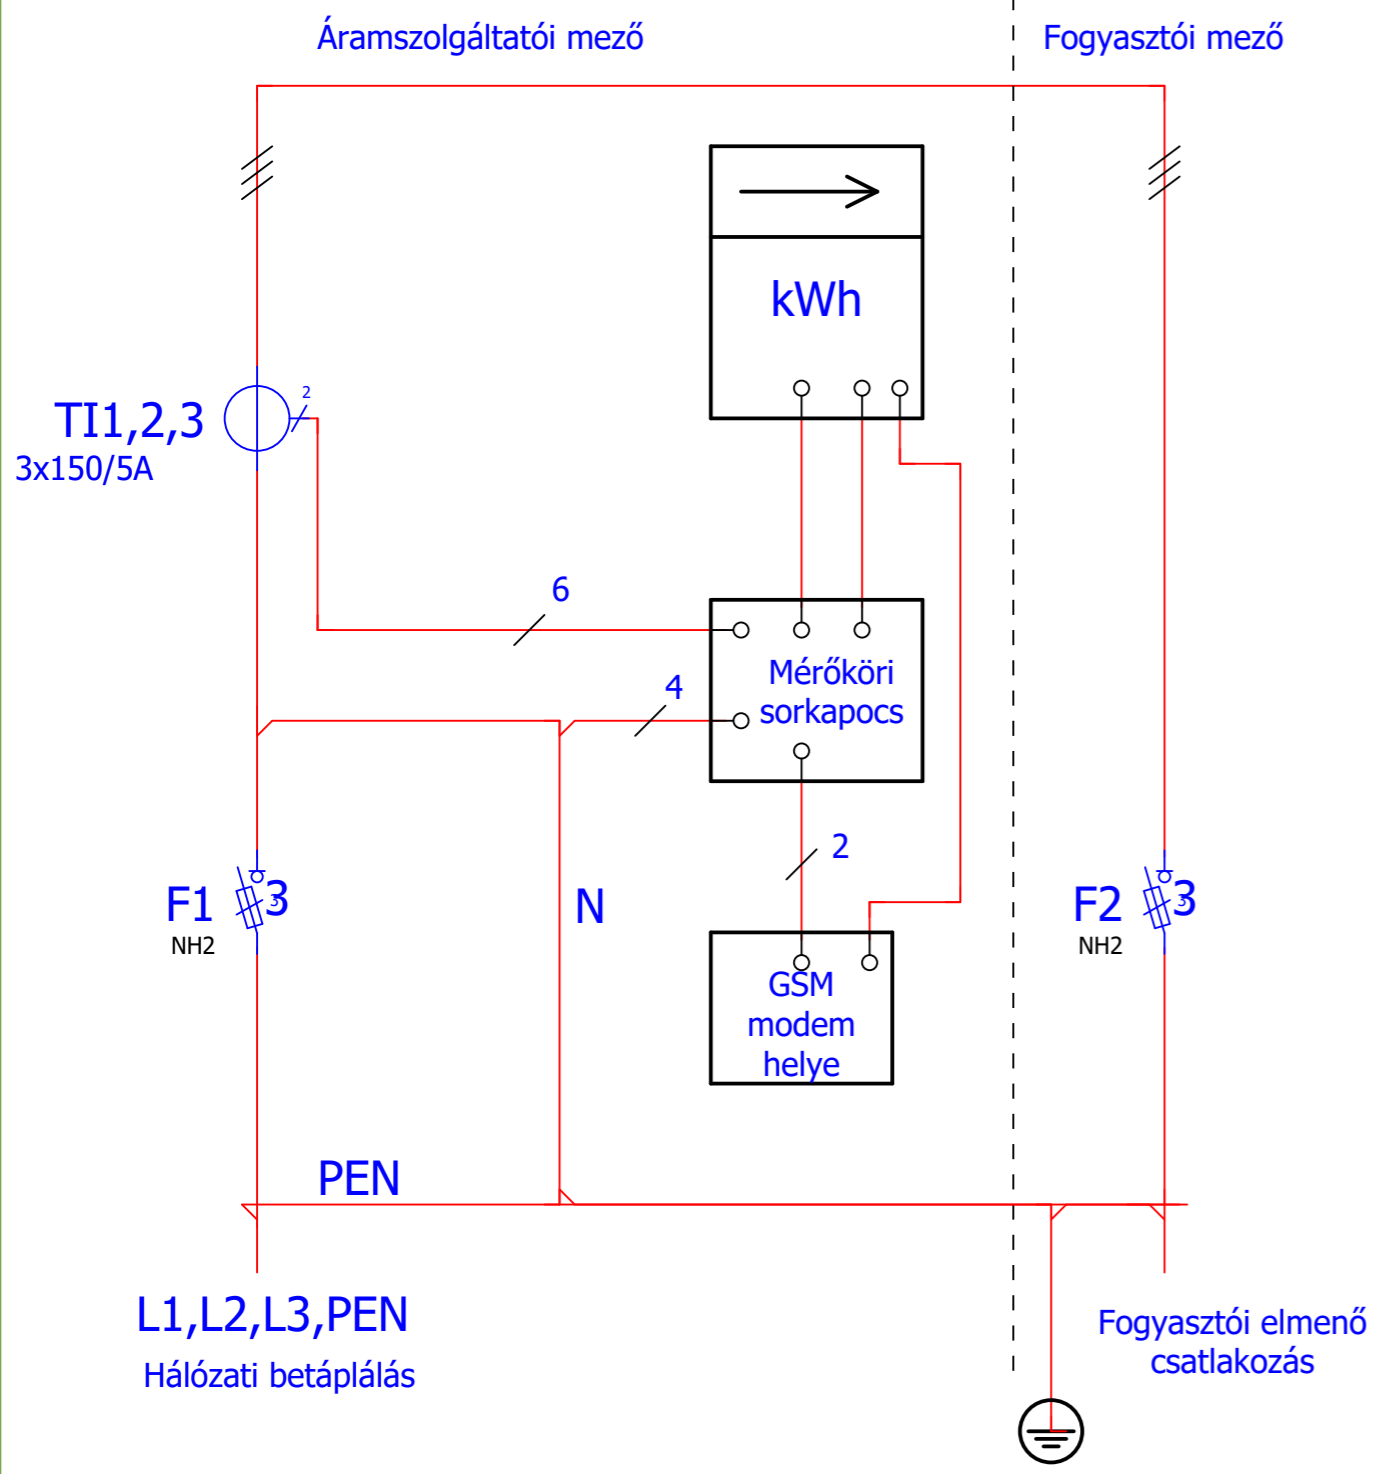 Áramszolgáltatói mező
Fogyasztói mező
kWh
2
TI1,2,3
3x150/5A
6
Mérőköri
sorkapocs
4
2
F1
3
3
NH2
N
F2
3
3
NH2
GSM
modem
helye
PEN
L1,L2,L3,PEN
Hálózati betáplálás
Fogyasztói elmenő
csatlakozás